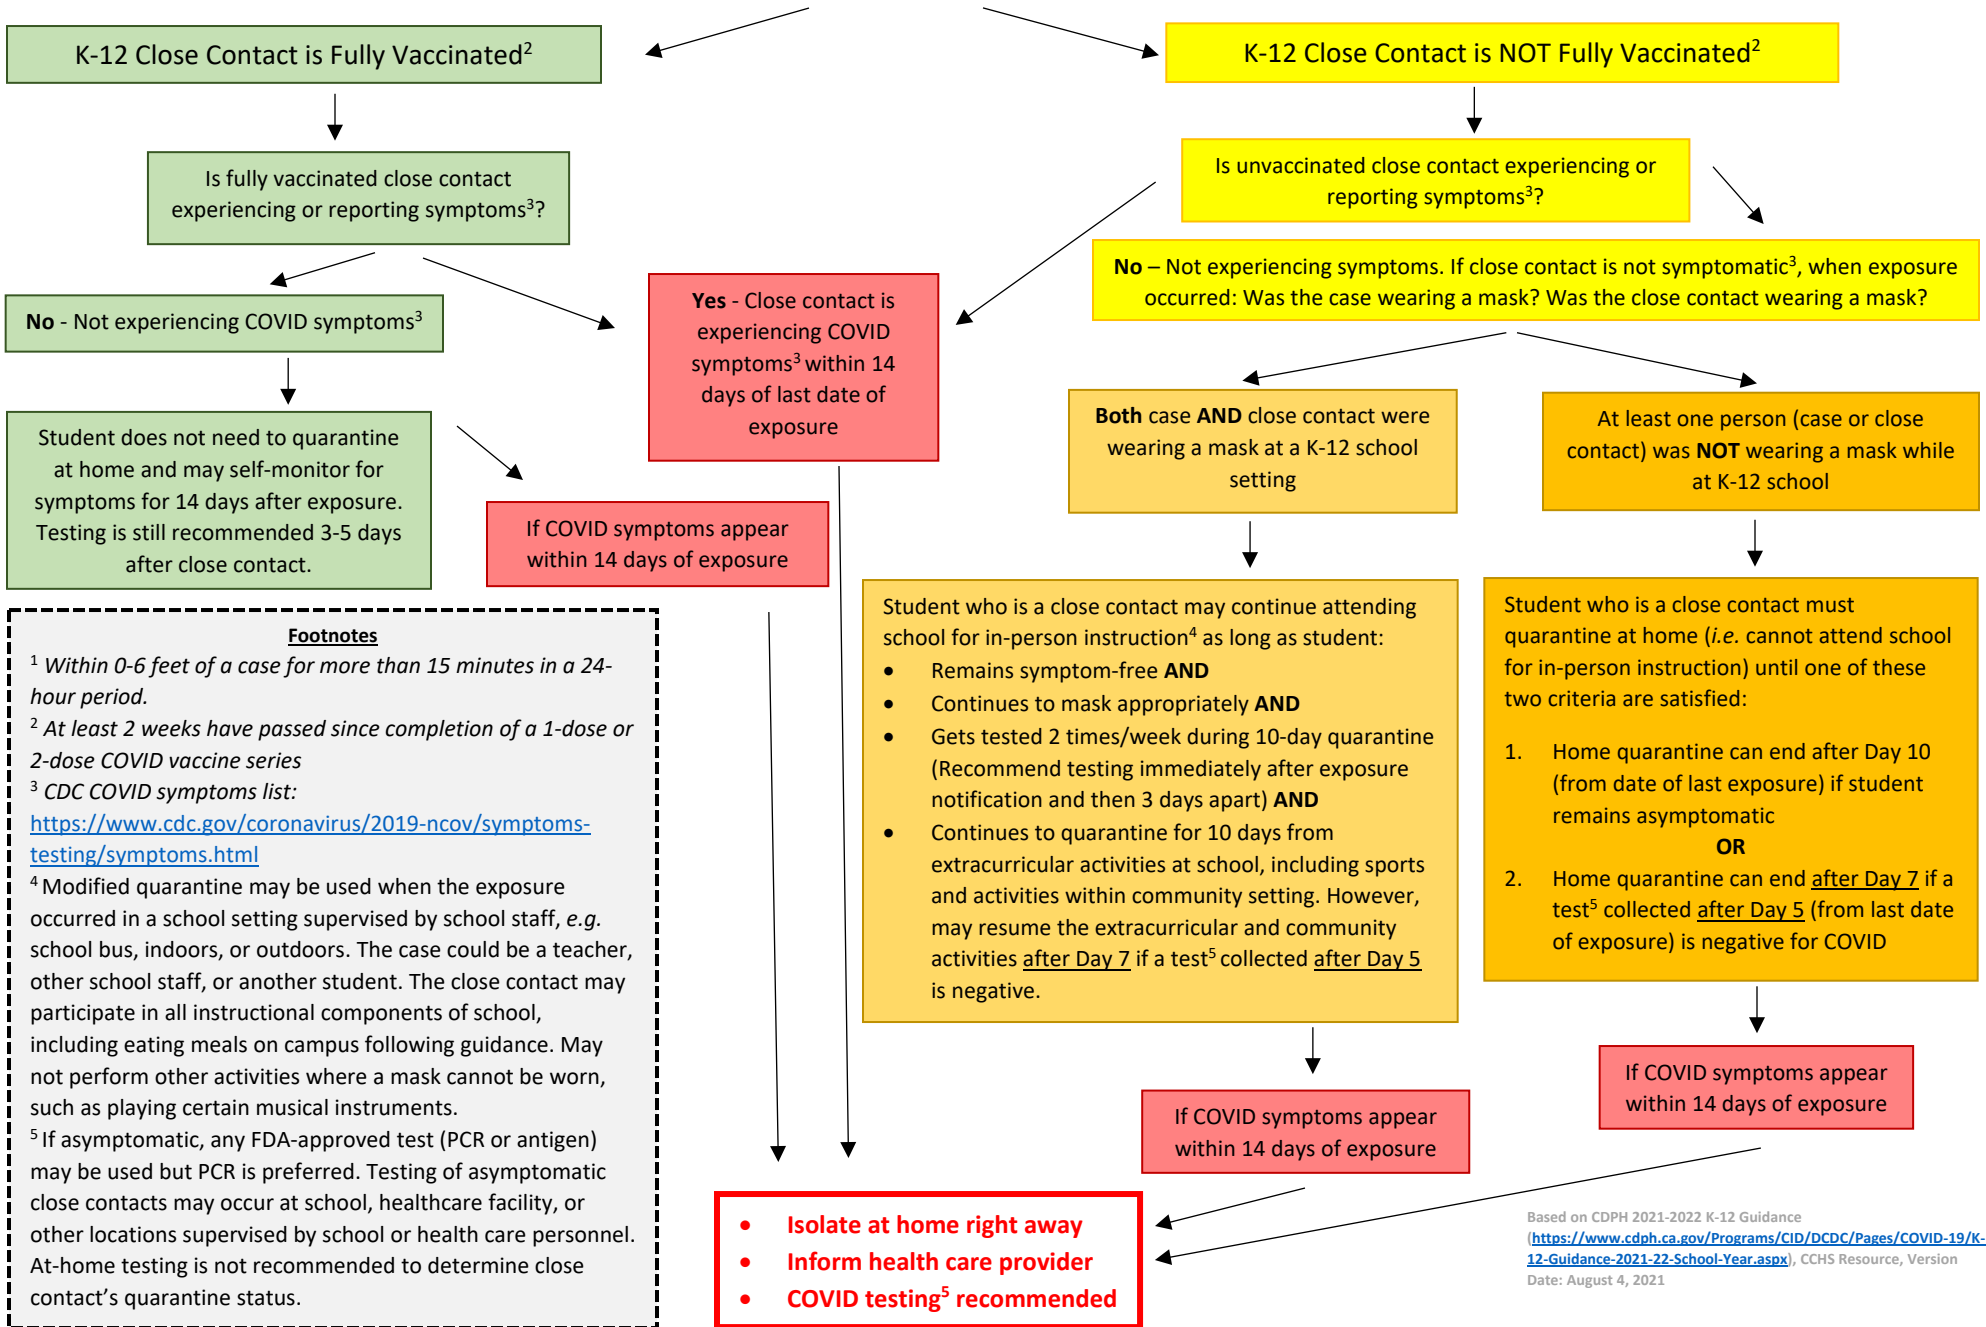 K-12 Close Contact is Fully Vaccinated2
K-12 Close Contact is NOT Fully Vaccinated2
Is fully vaccinated close contact
experiencing or reporting symptoms3?
Is unvaccinated close contact experiencing or
reporting symptoms3?
No - Not experiencing COVID symptoms3
Yes - Close contact is
experiencing COVID
symptoms3 within 14
days of last date of
exposure
No – Not experiencing symptoms. If close contact is not symptomatic3, when exposure
occurred: Was the case wearing a mask? Was the close contact wearing a mask?
Student does not need to quarantine
at home and may self-monitor for
symptoms for 14 days after exposure.
Testing is still recommended 3-5 days
after close contact.
If COVID symptoms appear
within 14 days of exposure
Both case AND close contact were
wearing a mask at a K-12 school
setting
At least one person (case or close
contact) was NOT wearing a mask while
at K-12 school
Student who is a close contact may continue attending
school for in-person instruction4 as long as student:
• Remains symptom-free AND
• Continues to mask appropriately AND
• Gets tested 2 times/week during 10-day quarantine
(Recommend testing immediately after exposure
notification and then 3 days apart) AND
• Continues to quarantine for 10 days from
extracurricular activities at school, including sports
and activities within community setting. However,
may resume the extracurricular and community
activities after Day 7 if a test5 collected after Day 5
is negative.
Student who is a close contact must
quarantine at home (i.e. cannot attend school
for in-person instruction) until one of these
two criteria are satisfied:
1. Home quarantine can end after Day 10
(from date of last exposure) if student
remains asymptomatic
OR
2. Home quarantine can end after Day 7 if a
test5 collected after Day 5 (from last date
of exposure) is negative for COVID
Footnotes
1 Within 0-6 feet of a case for more than 15 minutes in a 24-
hour period.
2 At least 2 weeks have passed since completion of a 1-dose or
2-dose COVID vaccine series
3 CDC COVID symptoms list:
https://www.cdc.gov/coronavirus/2019-ncov/symptoms-
testing/symptoms.html
4 Modified quarantine may be used when the exposure
occurred in a school setting supervised by school staff, e.g.
school bus, indoors, or outdoors. The case could be a teacher,
other school staff, or another student. The close contact may
participate in all instructional components of school,
including eating meals on campus following guidance. May
not perform other activities where a mask cannot be worn,
such as playing certain musical instruments.
5 If asymptomatic, any FDA-approved test (PCR or antigen)
may be used but PCR is preferred. Testing of asymptomatic
close contacts may occur at school, healthcare facility, or
other locations supervised by school or health care personnel.
At-home testing is not recommended to determine close
contact's quarantine status.
If COVID symptoms appear
within 14 days of exposure
If COVID symptoms appear
within 14 days of exposure
• Isolate at home right away
• Inform health care provider
• COVID testing5 recommended
Based on CDPH 2021-2022 K-12 Guidance
(https://www.cdph.ca.gov/Programs/CID/DCDC/Pages/COVID-19/K-
12-Guidance-2021-22-School-Year.aspx), CCHS Resource, Version
Date: August 4, 2021